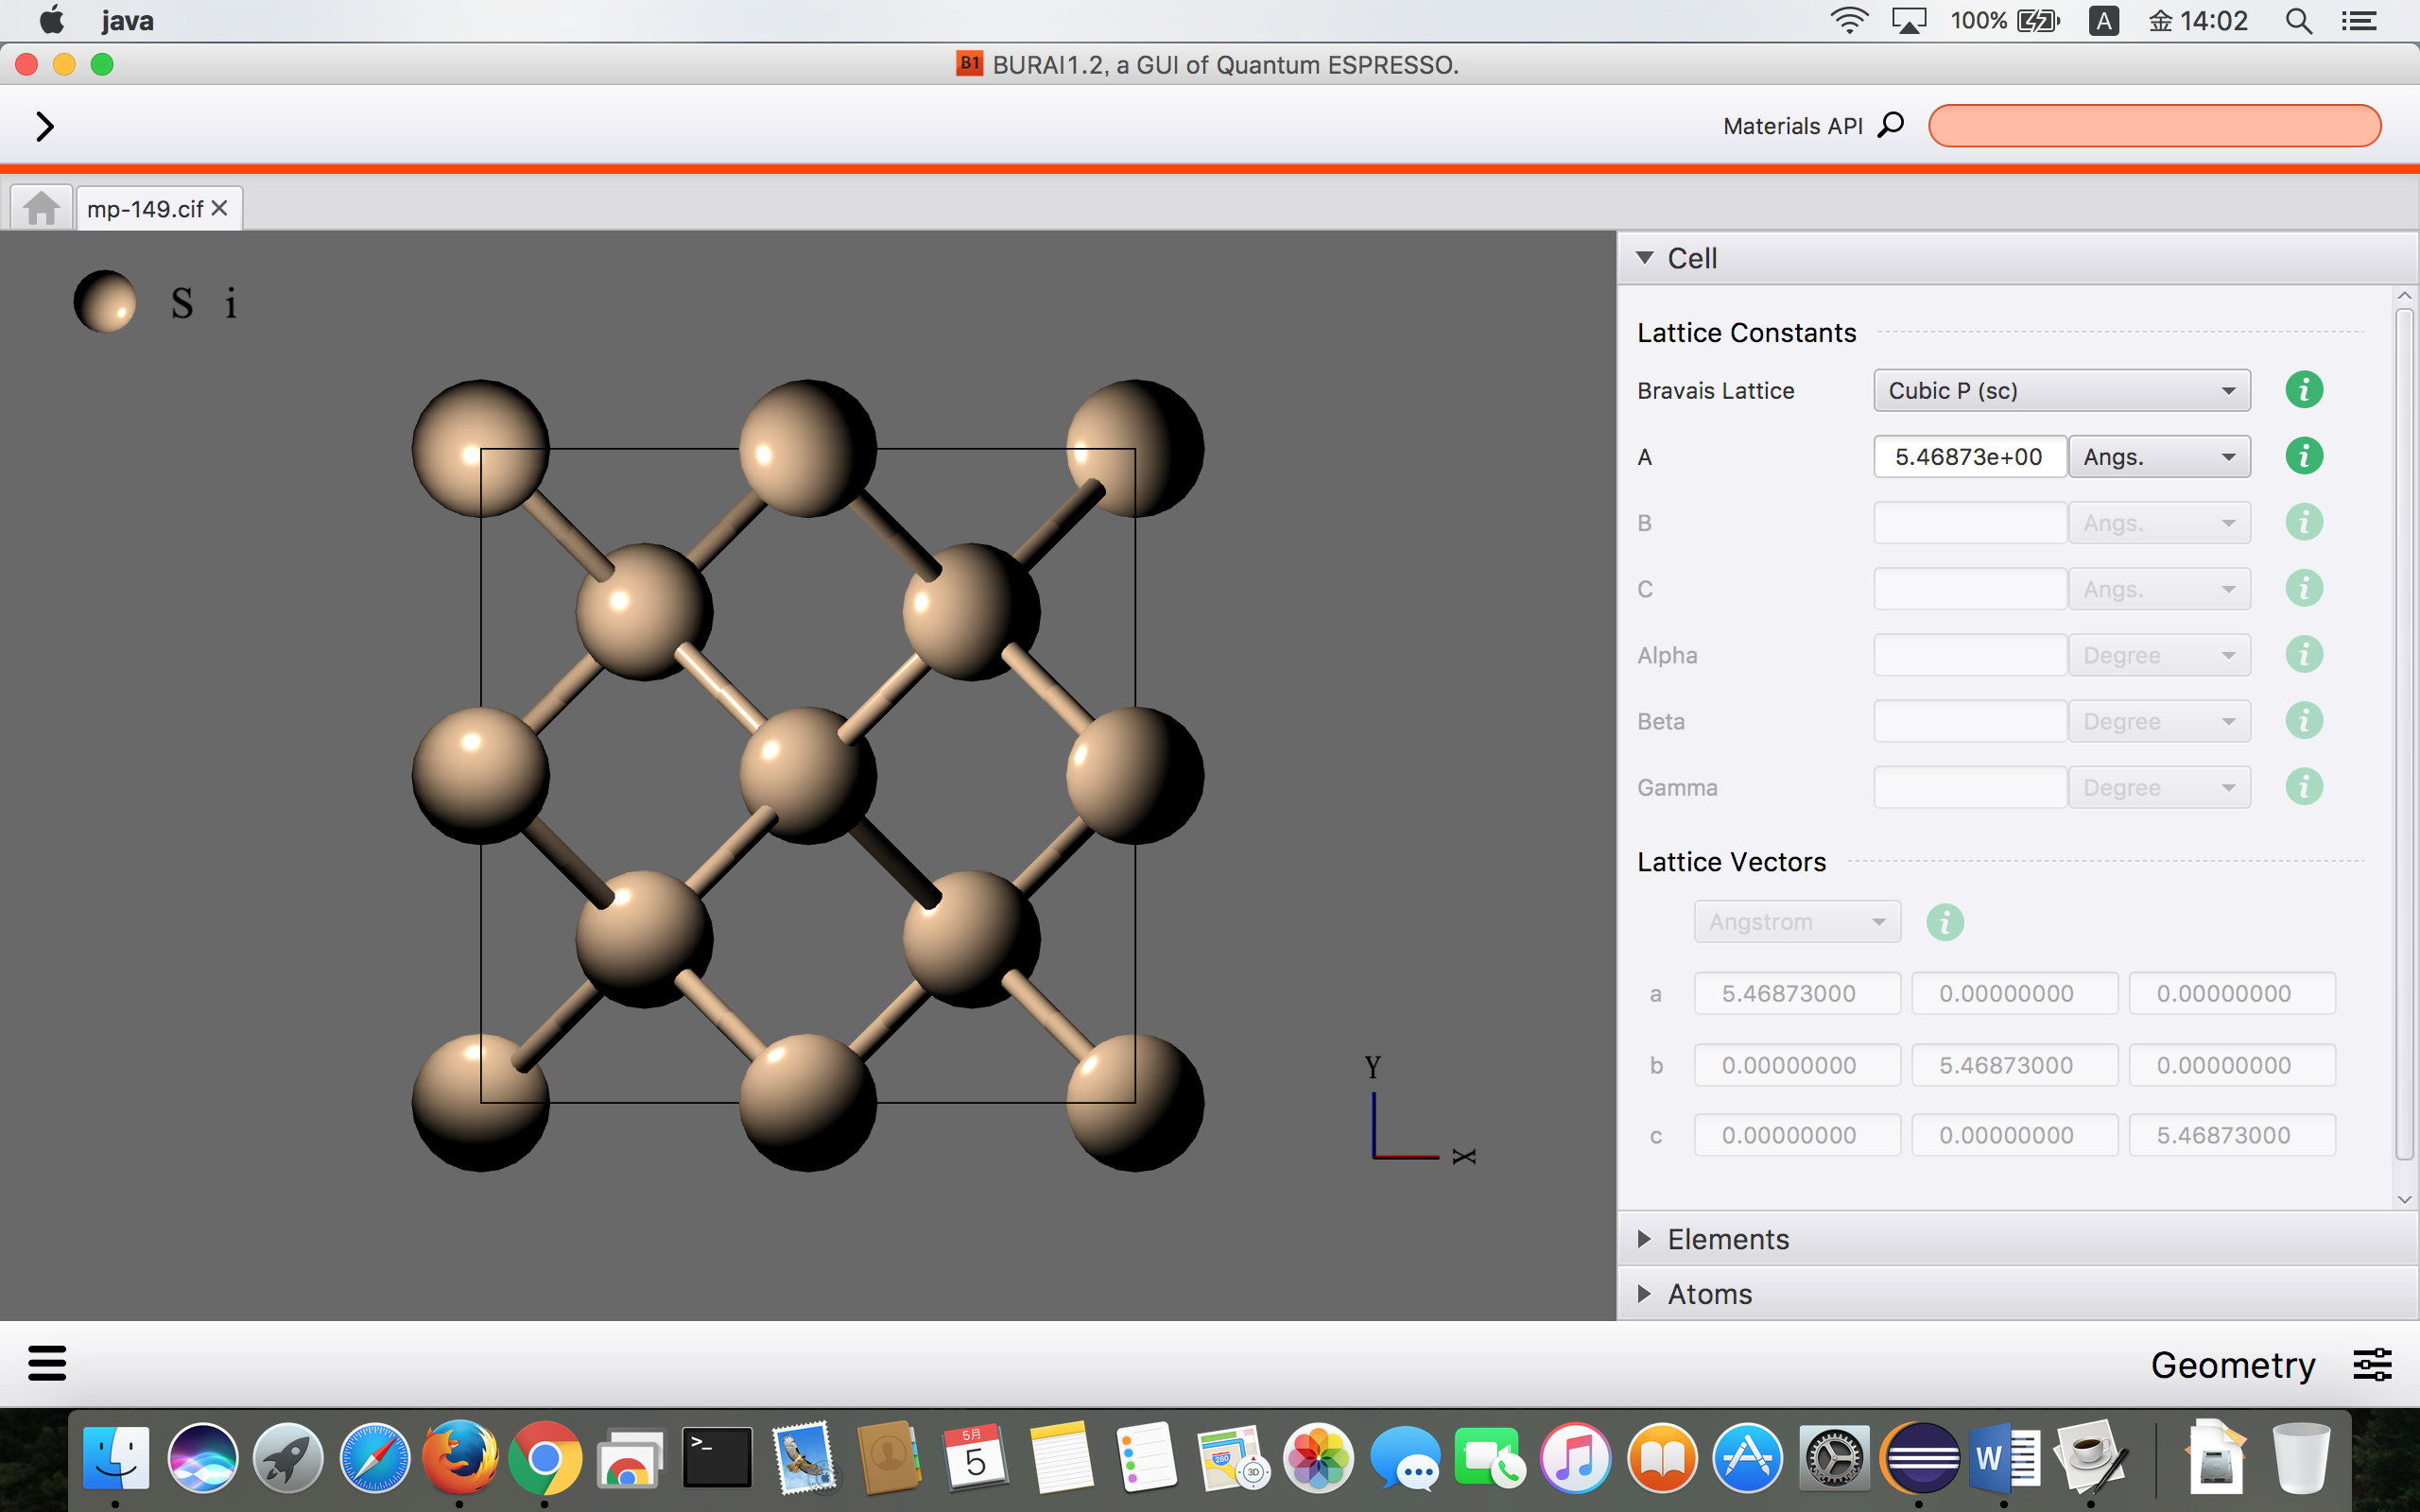 java
100%
A
金 14:02
B1 BURAI1.2, a GUI of Quantum ESPRESSO.
Materials API
mp-149.cif
S i
Cell
Lattice Constants
Bravais Lattice Cubic P (sc) i
A 5.46873e+00 Angs. i
B Angs. i
C Angs. i
Alpha Degree i
Beta Degree i
Gamma Degree i
Lattice Vectors
Angstrom i
a 5.46873000 0.00000000 0.00000000
b 0.00000000 5.46873000 0.00000000
c 0.00000000 0.00000000 5.46873000
Y
X
Elements
Atoms
Geometry
>_
5月
5
280
3D
W